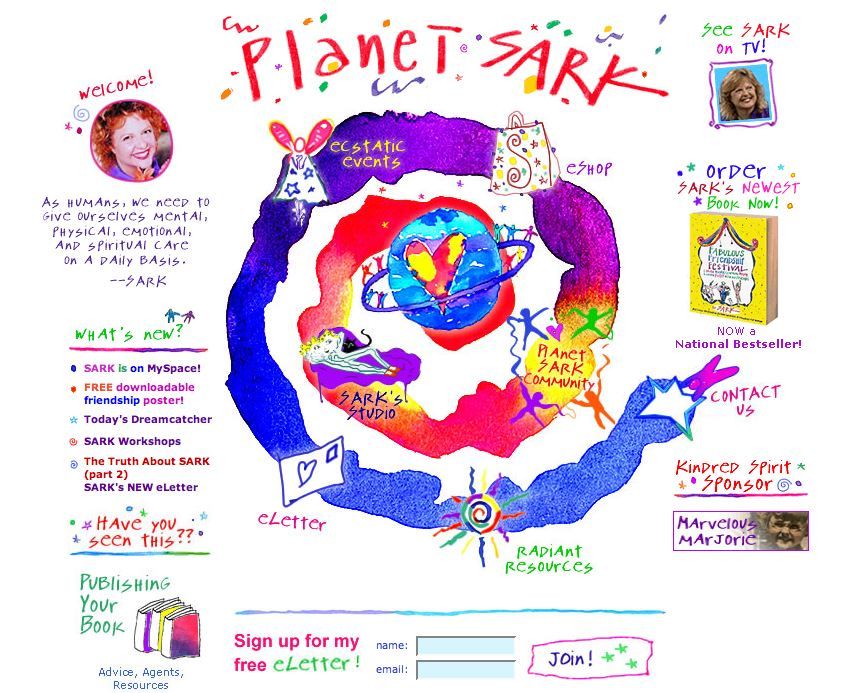 Planet SARK
welcome!
As humans, we need to
give ourselves mental,
physical, emotional,
and spiritual care
on a daily basis.
--SARK
what's new?
SARK is on MySpace!
FREE downloadable
friendship poster!
Today's Dreamcatcher
SARK Workshops
The Truth About SARK
(part 2)
SARK's NEW eLetter
Have you
seen this??
Publishing
Your
Book
Advice, Agents,
Resources
ecstatic
events
eShop
Planet
SARK
Community
SARK's
Studio
eLetter
Radiant
Resources
Contact
Us
See SARK
on TV!
Order
SARK's Newest
Book Now!
Fabulous
Friendship
Festival
by SARK
NOW a
National Bestseller!
Kindred Spirit
Sponsor
Marvelous
Marjorie
Sign up for my
free eLetter!
name:
email:
Join!